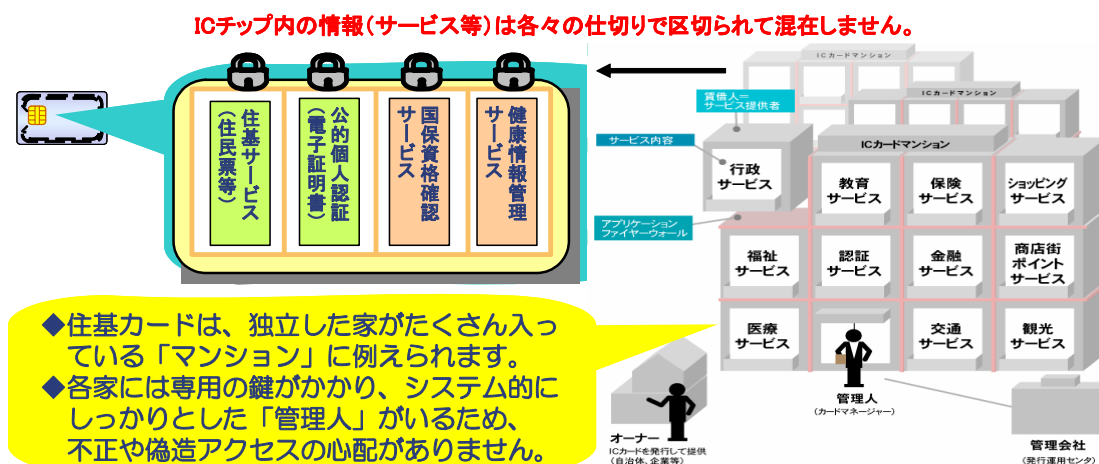 ICチップ内の情報(サービス等)は各々の仕切りで区切られて混在しません。
住基サービス
(住民票等)
公的個人認証
(電子証明書)
国保資格確認
サービス
健康情報管理
サービス
◆住基カードは、独立した家がたくさん入っ
ている「マンション」に例えられます。
◆各家には専用の鍵がかかり、システム的に
しっかりとした「管理人」がいるため、
不正や偽造アクセスの心配がありません。
ICカードマンション
ICカードマンション
ICカードマンション
賃借人=
サービス提供者
サービス内容
アプリケーション
ファイヤーウォール
行政
サービス
教育
サービス
保険
サービス
ショッピング
サービス
福祉
サービス
認証
サービス
金融
サービス
商店街
ポイント
サービス
医療
サービス
交通
サービス
観光
サービス
管理人
(カードマネージャー)
オーナー
ICカードを発行して提供
(自治体、企業等)
管理会社
(発行運用センタ)